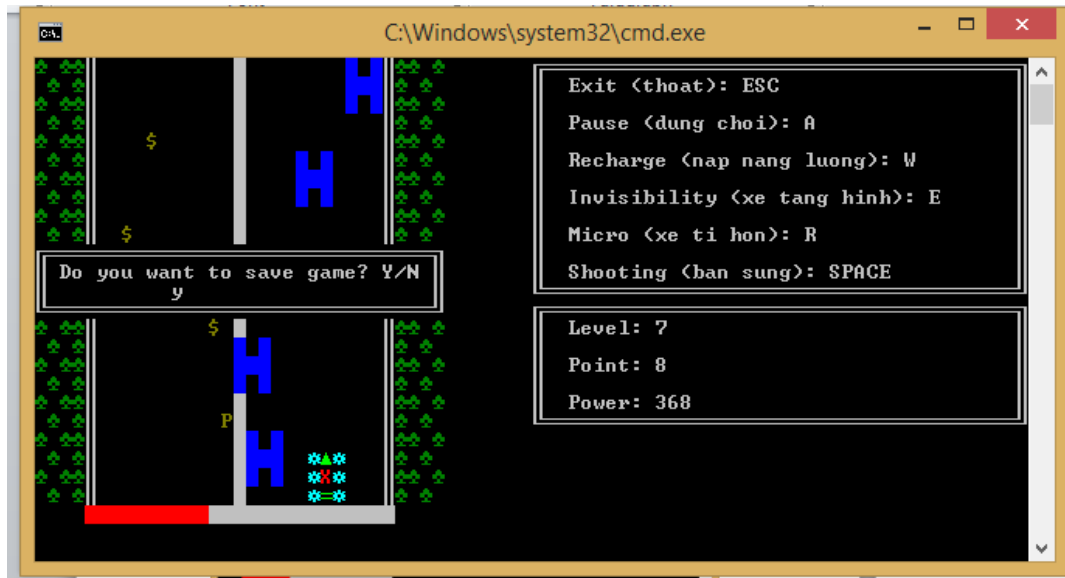 C:\Windows\system32\cmd.exe
Exit (thoat): ESC
Pause (dung choi): A
Recharge (nap nang luong): W
Invisibility (xe tang hinh): E
Micro (xe ti hon): R
Shooting (ban sung): SPACE
Do you want to save game? Y/N
y
Level: 7
Point: 8
Power: 368
$
$
$
P
X